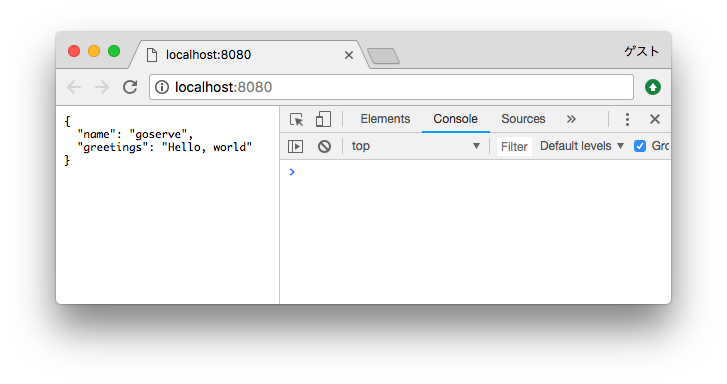 localhost:8080
ゲスト
localhost:8080
Elements Console Sources
top Filter Default levels Gro
{
"name": "goserve",
"greetings": "Hello, world"
}